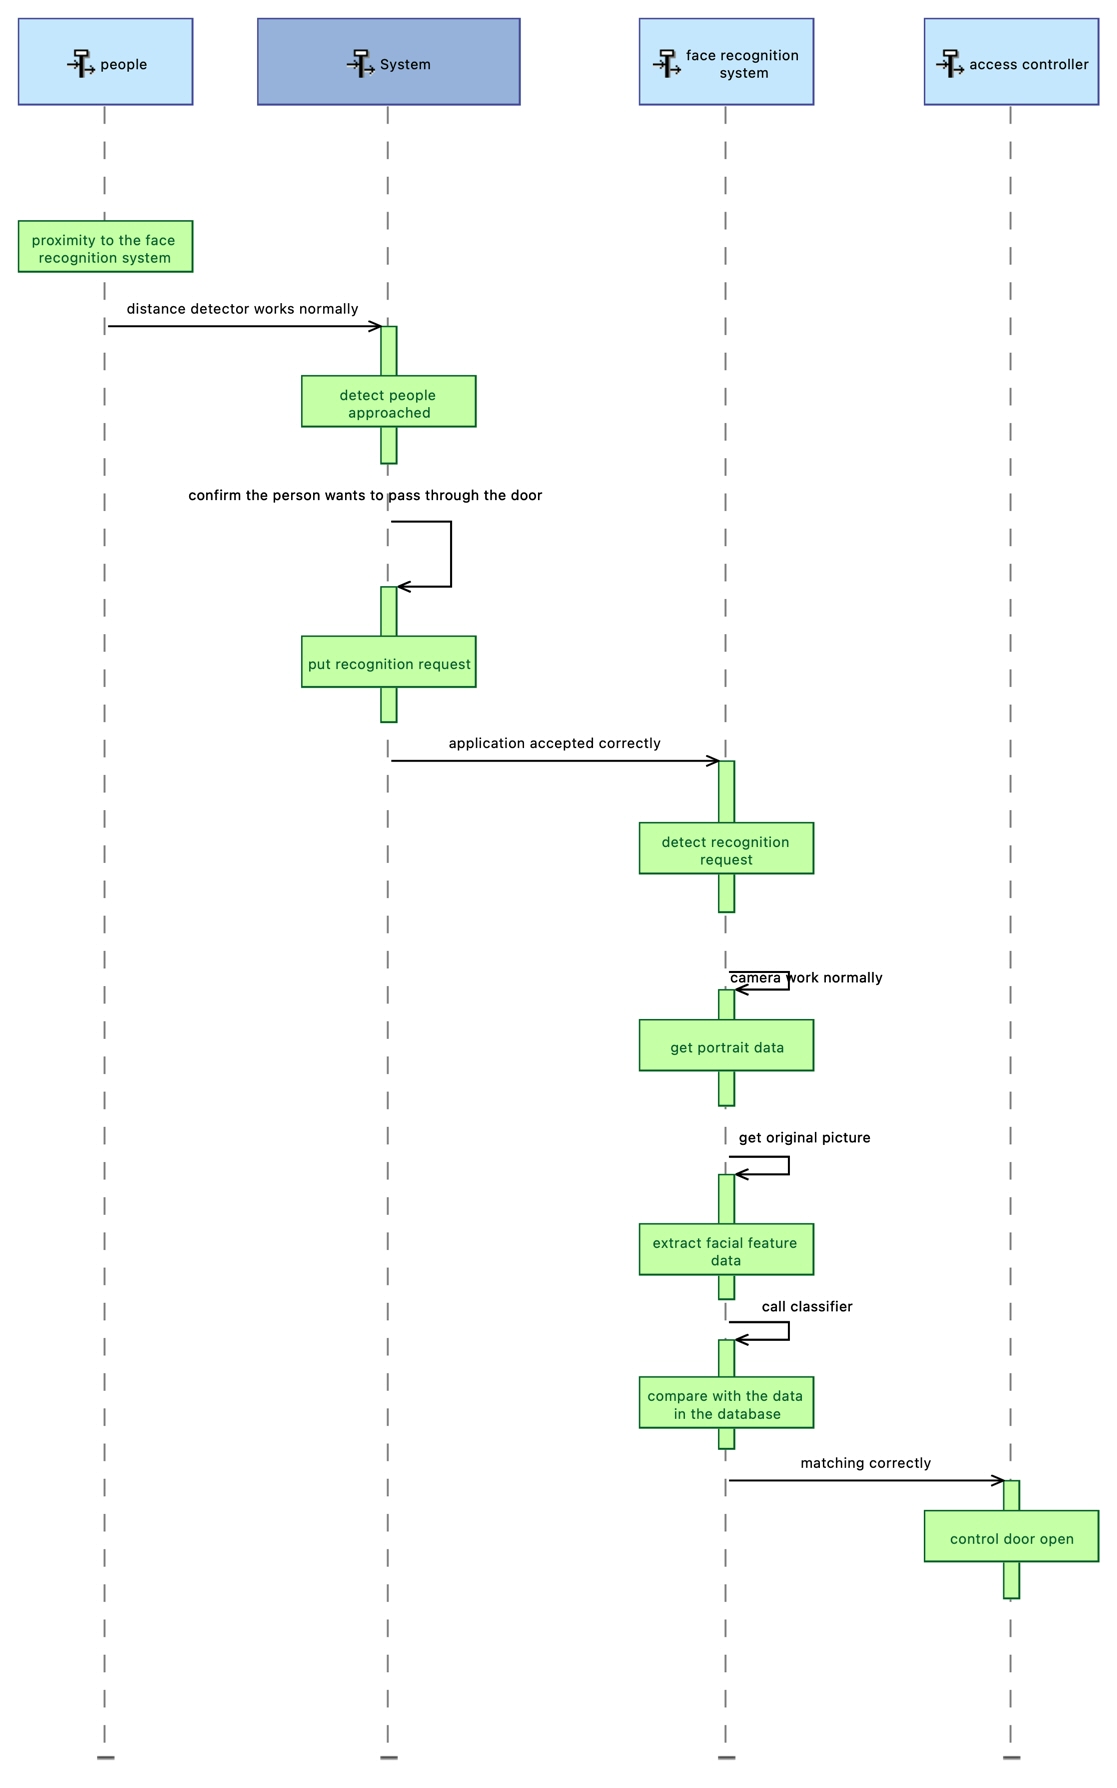 people
System
face recognition
system
access controller
proximity to the face
recognition system
distance detector works normally
detect people
approached
confirm the person wants to pass through the door
put recognition request
application accepted correctly
detect recognition
request
camera work normally
get portrait data
get original picture
extract facial feature
data
call classifier
compare with the data
in the database
matching correctly
control door open